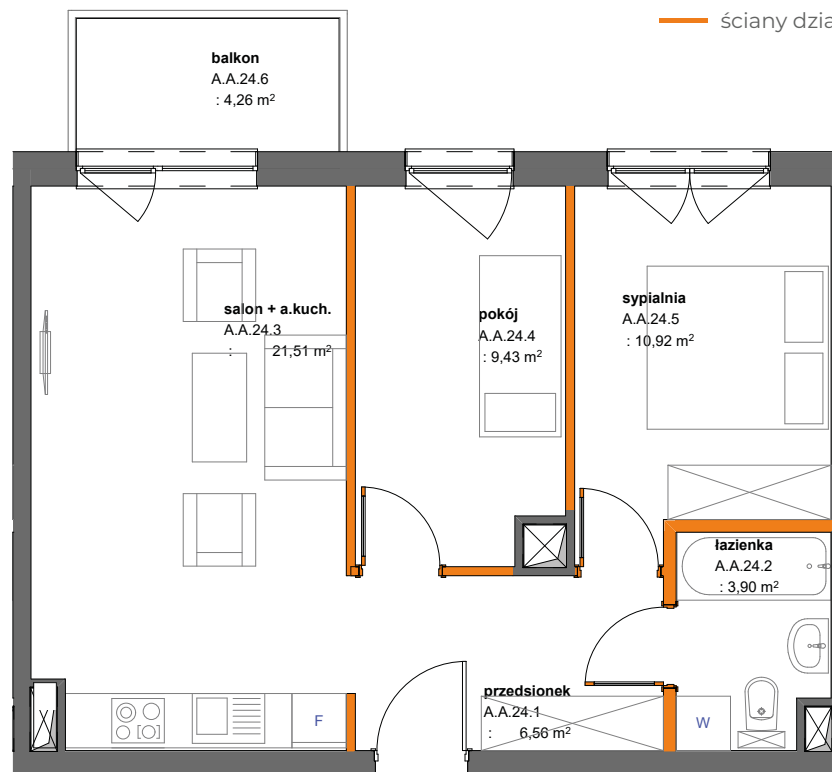 ściany dzia
balkon
A.A.24.6
: 4,26 m²
salon + a.kuch.
A.A.24.3
: 21,51 m²
pokój
A.A.24.4
: 9,43 m²
sypialnia
A.A.24.5
: 10,92 m²
łazienka
A.A.24.2
: 3,90 m²
przedsionek
A.A.24.1
: 6,56 m²
F
W